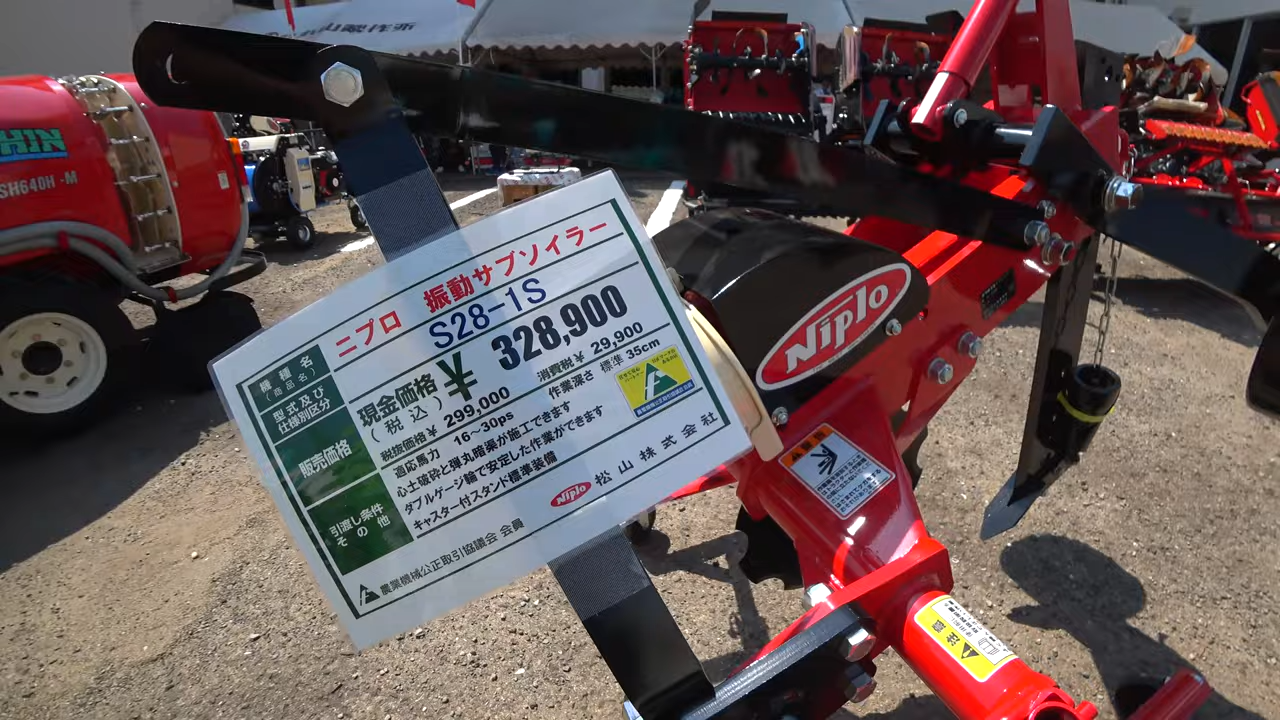 HIN
SH640H-M
機種名
(商品名)
ニプロ 振動サブソイラー
型式及び
仕様別区分
S28-1S
販売価格
現金価格
(税込)
¥ 328,900
税抜価格¥ 299,000
消費税¥ 29,900
引渡し条件
その他
適応馬力 16~30ps
作業深さ 標準 35cm
心土破砕と弾丸暗渠が施工できます
ダブルゲージ輪で安定した作業ができます
キャスター付スタンド標準装備
Niplo 松山株式会社
農業機械公正取引協議会 会員
Niplo
注意